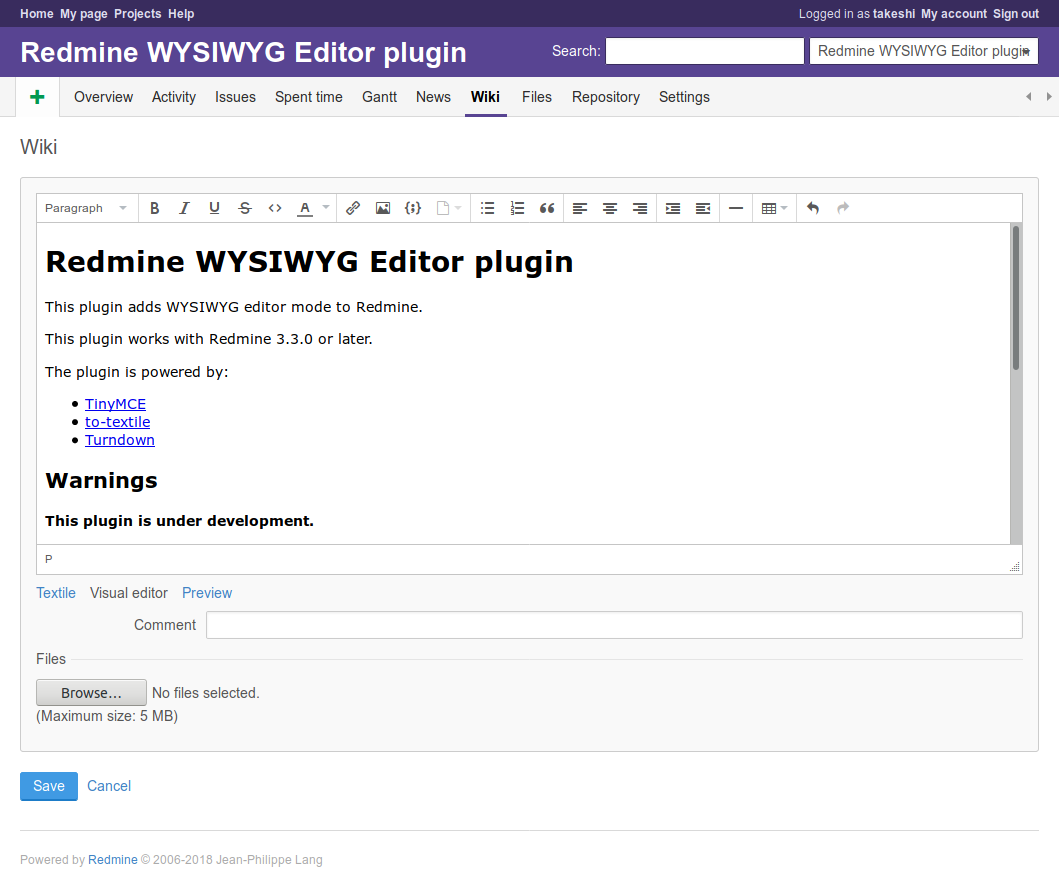 Home My page Projects Help Logged in as takeshi My account Sign out
Redmine WYSIWYG Editor plugin Search: Redmine WYSIWYG Editor plugin
Overview Activity Issues Spent time Gantt News Wiki Files Repository Settings
Wiki
Paragraph B I U S A
Redmine WYSIWYG Editor plugin
This plugin adds WYSIWYG editor mode to Redmine.
This plugin works with Redmine 3.3.0 or later.
The plugin is powered by:
TinyMCE
to-textile
Turndown
Warnings
This plugin is under development.
P
Textile Visual editor Preview
Comment
Files
Browse... No files selected.
(Maximum size: 5 MB)
Save Cancel
Powered by Redmine © 2006-2018 Jean-Philippe Lang